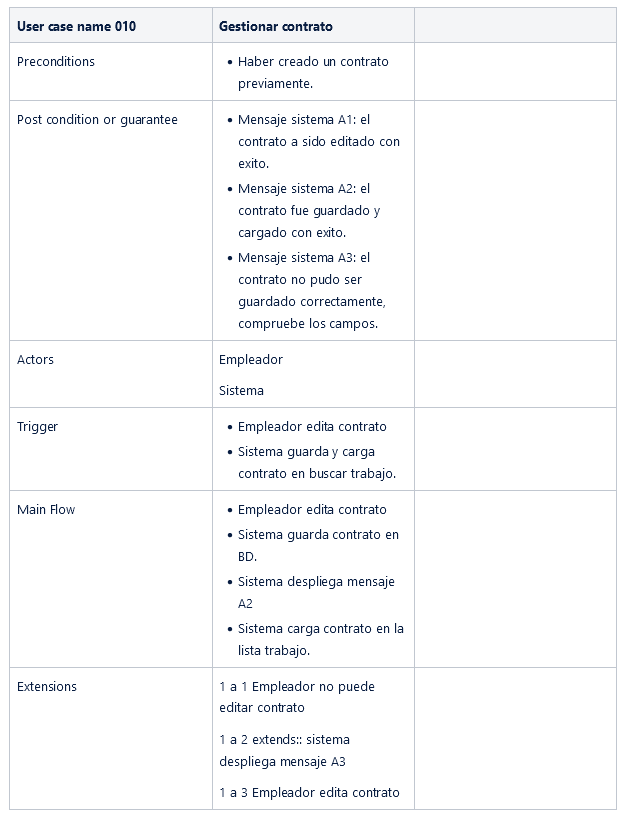 User case name 010
Gestionar contrato
Preconditions
• Haber creado un contrato
previamente.
Post condition or guarantee
• Mensaje sistema A1: el
contrato a sido editado con
exito.
• Mensaje sistema A2: el
contrato fue guardado y
cargado con exito.
• Mensaje sistema A3: el
contrato no pudo ser
guardado correctamente,
compruebe los campos.
Actors
Empleador
Sistema
Trigger
• Empleador edita contrato
• Sistema guarda y carga
contrato en buscar trabajo.
Main Flow
• Empleador edita contrato
• Sistema guarda contrato en
BD.
• Sistema despliega mensaje
A2
• Sistema carga contrato en la
lista trabajo.
Extensions
1 a 1 Empleador no puede
editar contrato
1 a 2 extends:: sistema
despliega mensaje A3
1 a 3 Empleador edita contrato